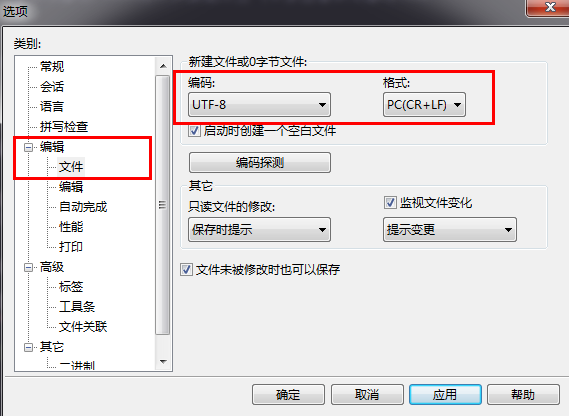 选项
类别:
常规
会话
语言
拼写检查
编辑
文件
编辑
自动完成
性能
打印
高级
标签
工具条
文件关联
其它
二进制
新建文件或0字节文件:
编码:
格式:
UTF-8
PC(CR+LF)
启动时创建一个空白文件
编码探测
其它
只读文件的修改:
监视文件变化
保存时提示
提示变更
文件未被修改时也可以保存
确定
取消
应用
帮助